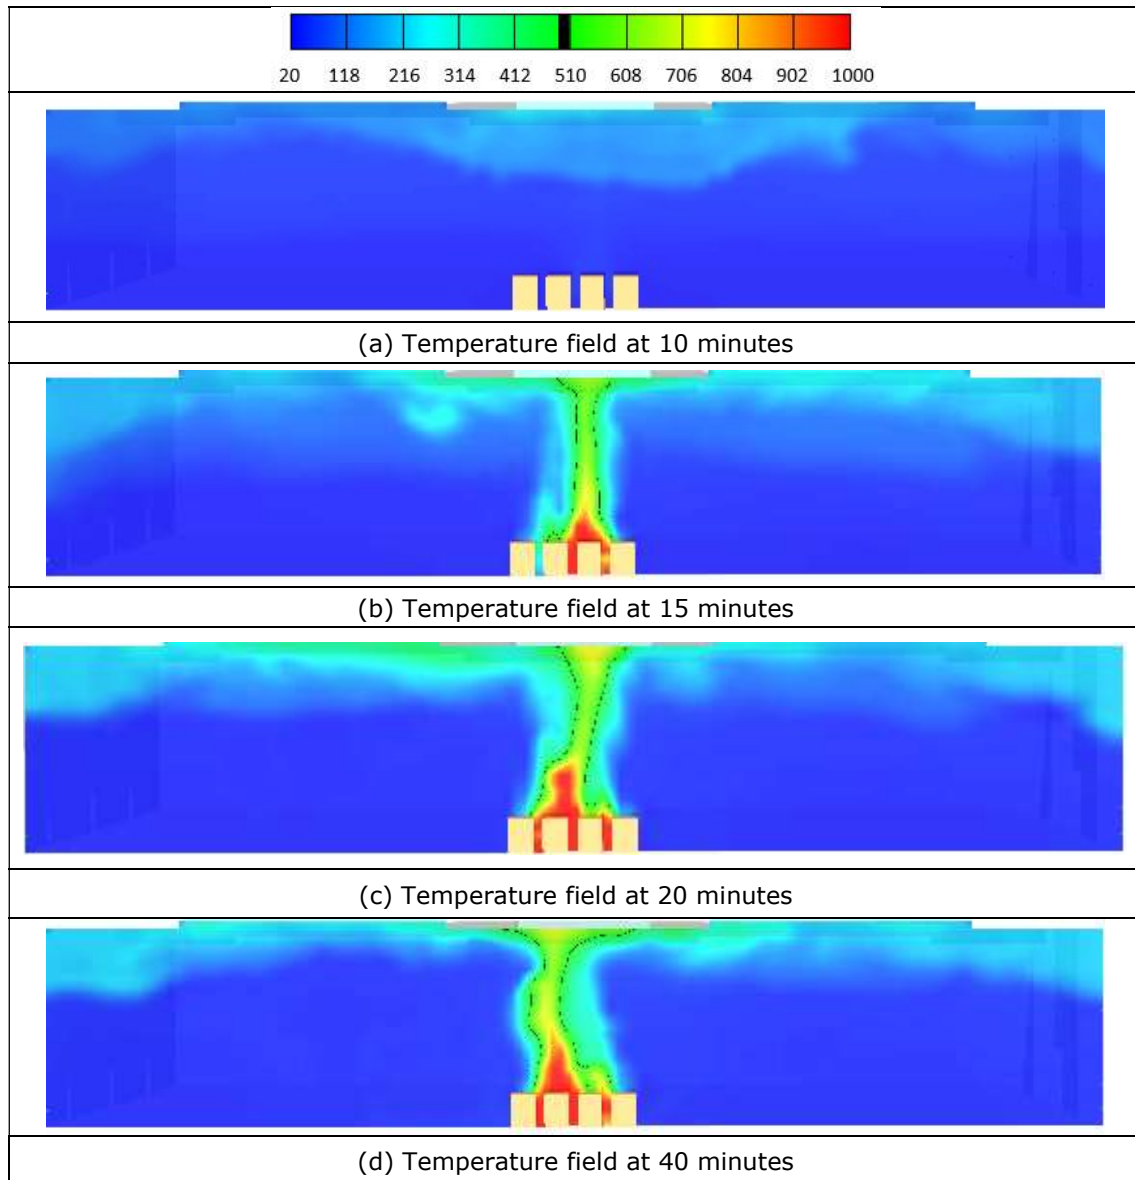 20 118 216 314 412 510 608 706 804 902 1000
(a) Temperature field at 10 minutes
(b) Temperature field at 15 minutes
(c) Temperature field at 20 minutes
(d) Temperature field at 40 minutes